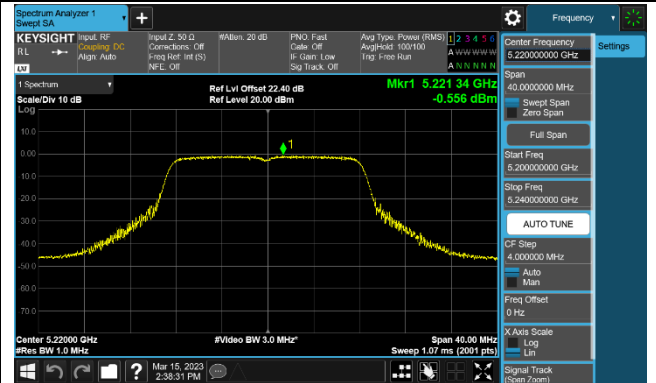 Spectrum Analyzer 1
Swept SA
+
Frequency
KEYSIGHT
RL
LXI
Input: RF
Coupling: DC
Align: Auto
Input Z: 50 Ω
Corrections: Off
Freq Ref: Int (S)
NFE: Off
#Atten: 20 dB
PNO: Fast
Gate: Off
IF Gain: Low
Sig Track: Off
Avg Type: Power (RMS)
Avg|Hold: 100/100
Trig: Free Run
1 2 3 4 5 6
A W W W W W
A N N N N N
1 Spectrum
Scale/Div 10 dB
Log
Ref Lvl Offset 22.40 dB
Ref Level 20.00 dBm
Mkr1 5.221 34 GHz
-0.556 dBm
1
10.0
0.00
-10.0
-20.0
-30.0
-40.0
-50.0
-60.0
-70.0
Center 5.22000 GHz
#Res BW 1.0 MHz
#Video BW 3.0 MHz*
Span 40.00 MHz
Sweep 1.07 ms (2001 pts)
Mar 15, 2023
2:38:31 PM
?
Center Frequency
5.220000000 GHz
Settings
Span
40.0000000 MHz
Swept Span
Zero Span
Full Span
Start Freq
5.200000000 GHz
Stop Freq
5.240000000 GHz
AUTO TUNE
CF Step
4.000000 MHz
Auto
Man
Freq Offset
0 Hz
X Axis Scale
Log
Lin
Signal Track
(Span Zoom)